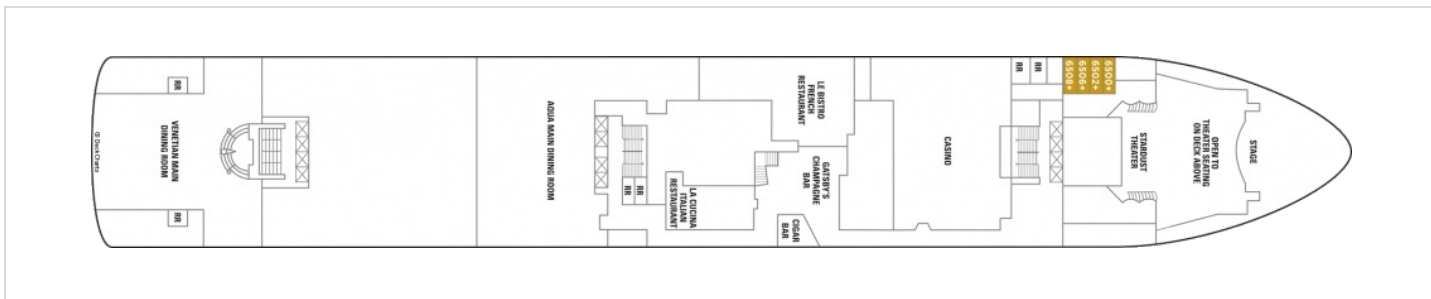 © DeckCharts
RR
VENETIAN MAIN
DINING ROOM
RR
AQUA MAIN DINING ROOM
RR
RR
LA CUCINA
ITALIAN
RESTAURANT
LE BISTRO
FRENCH
RESTAURANT
GATSBY'S
CHAMPAGNE
BAR
CIGAR
BAR
CASINO
RR
RR
6500+
6502+
6506+
6508+
STARDUST
THEATER
OPEN TO
THEATER SEATING
ON DECK ABOVE
STAGE